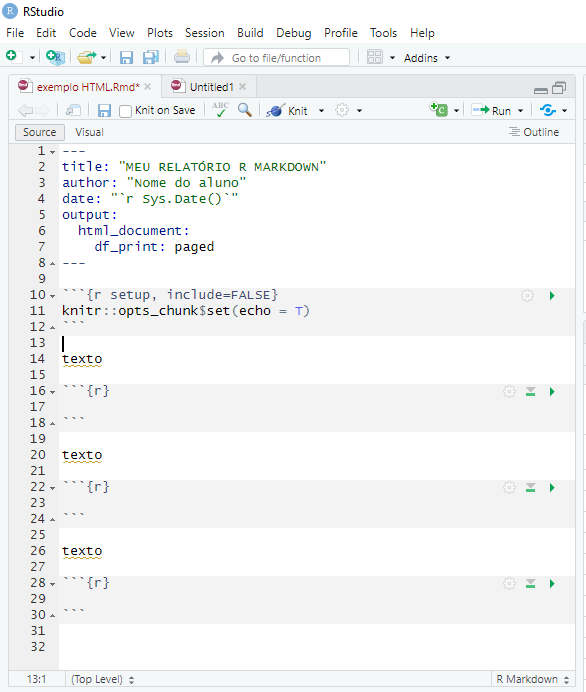 RStudio
File Edit Code View Plots Session Build Debug Profile Tools Help
Go to file/function Addins
exemplo HTML.Rmd* Untitled1
Knit on Save ABC Knit Run
Source Visual Outline
1 ---
2 title: "MEU RELATÓRIO R MARKDOWN"
3 author: "Nome do aluno"
4 date: "`r Sys.Date()`"
5 output:
6   html_document:
7     df_print: paged
8 ---
9
10 ```{r setup, include=FALSE}
11 knitr::opts_chunk$set(echo = T)
12 ```
13
14 texto
15
16 ```{r}
17
18 ```
19
20 texto
21
22 ```{r}
23
24 ```
25
26 texto
27
28 ```{r}
29
30 ```
31
32
13:1 (Top Level) R Markdown